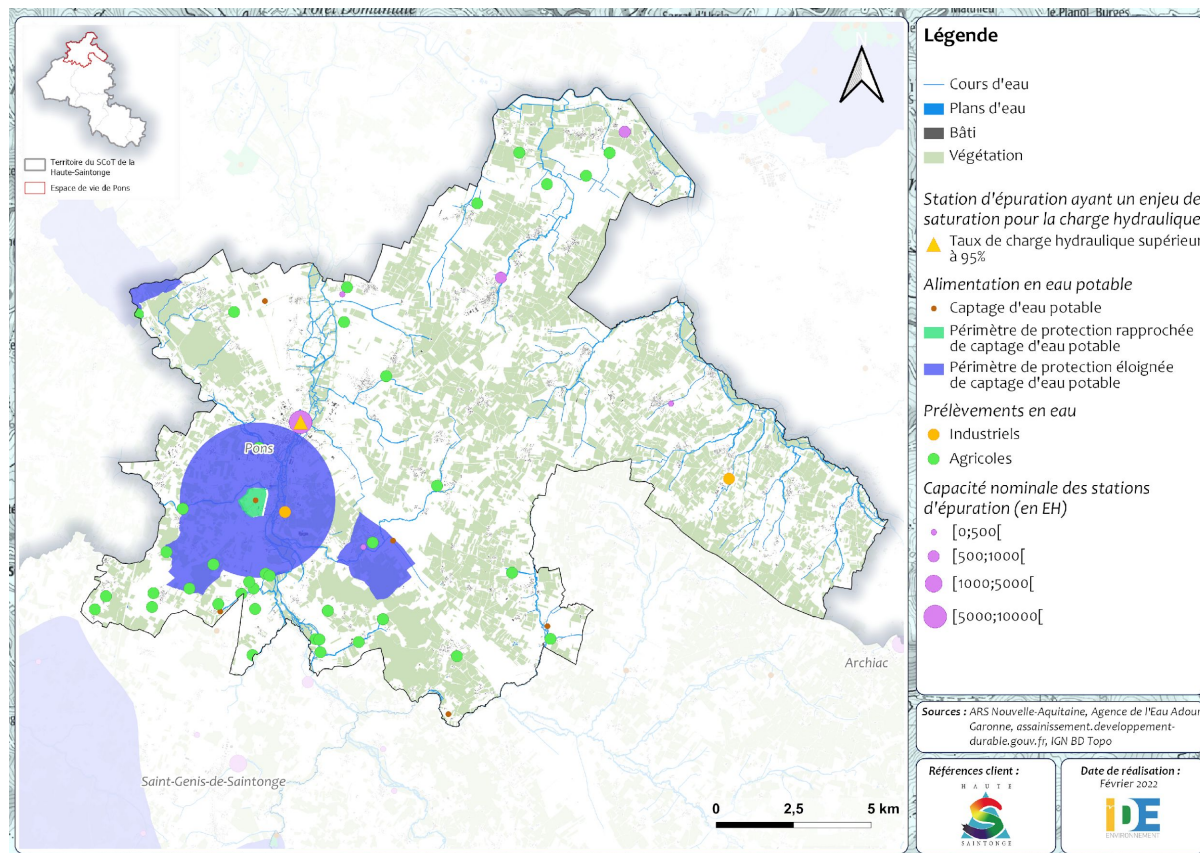 Légende
Cours d'eau
Plans d'eau
Bâti
Végétation
Station d'épuration ayant un enjeu de
saturation pour la charge hydraulique
Taux de charge hydraulique supérieur
à 95%
Alimentation en eau potable
Captage d'eau potable
Périmètre de protection rapprochée
de captage d'eau potable
Périmètre de protection éloignée
de captage d'eau potable
Prélèvements en eau
Industriels
Agricoles
Capacité nominale des stations
d'épuration (en EH)
[0;500[
[500;1000[
[1000;5000[
[5000;10000[
Sources : ARS Nouvelle-Aquitaine, Agence de l'Eau Adour
Garonne, assainissement.developpement-
durable.gouv.fr, IGN BD Topo
Références client :
HAUTE
SAINTONGE
Date de réalisation :
Février 2022
IDE
ENVIRONNEMENT
Territoire du SCoT de la
Haute-Saintonge
Espace de vie de Pons
N
Pons
Archiac
Saint-Genis-de-Saintonge
0 2,5 5 km